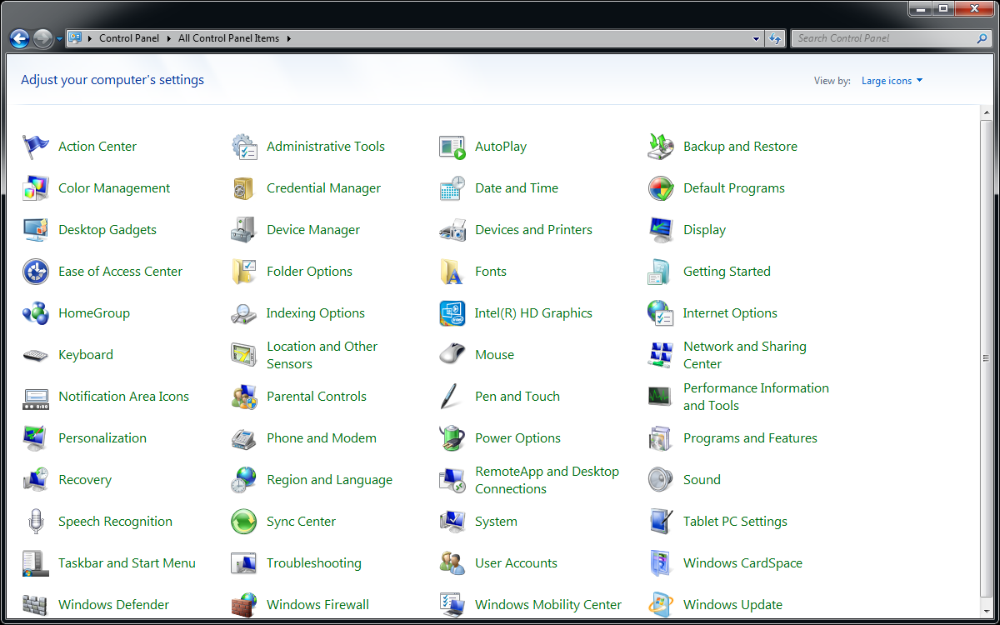 Control Panel All Control Panel Items
Search Control Panel
Adjust your computer's settings
View by: Large icons
Action Center
Administrative Tools
AutoPlay
Backup and Restore
Color Management
Credential Manager
Date and Time
Default Programs
Desktop Gadgets
Device Manager
Devices and Printers
Display
Ease of Access Center
Folder Options
Fonts
Getting Started
HomeGroup
Indexing Options
Intel(R) HD Graphics
Internet Options
Keyboard
Location and Other
Sensors
Mouse
Network and Sharing
Center
Notification Area Icons
Parental Controls
Pen and Touch
Performance Information
and Tools
Personalization
Phone and Modem
Power Options
Programs and Features
Recovery
Region and Language
RemoteApp and Desktop
Connections
Sound
Speech Recognition
Sync Center
System
Tablet PC Settings
Taskbar and Start Menu
Troubleshooting
User Accounts
Windows CardSpace
Windows Defender
Windows Firewall
Windows Mobility Center
Windows Update